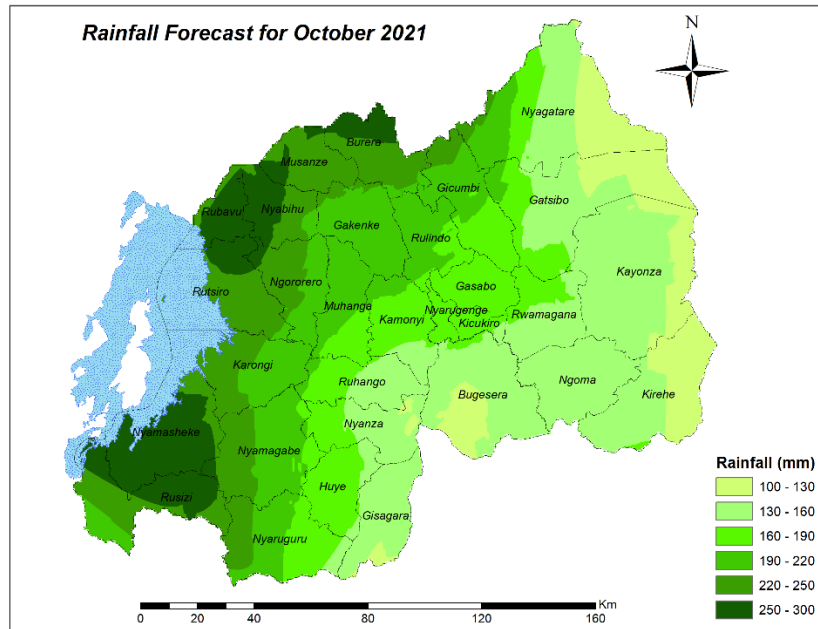 Rainfall Forecast for October 2021
N
Nyagatare
Burera
Musanze
Gicumbi
Gatsibo
Rubavu
Nyabihu
Gakenke
Rulindo
Kayonza
Rutsiro
Ngororero
Gasabo
Muhanga
Kamonyi
Nyarugenge
Kicukiro
Rwamagana
Karongi
Ruhango
Bugesera
Ngoma
Kirehe
Nyamasheke
Nyanza
Nyamagabe
Rusizi
Huye
Gisagara
Nyaruguru
Rainfall (mm)
100 - 130
130 - 160
160 - 190
190 - 220
220 - 250
250 - 300
Km
0 20 40 80 120 160